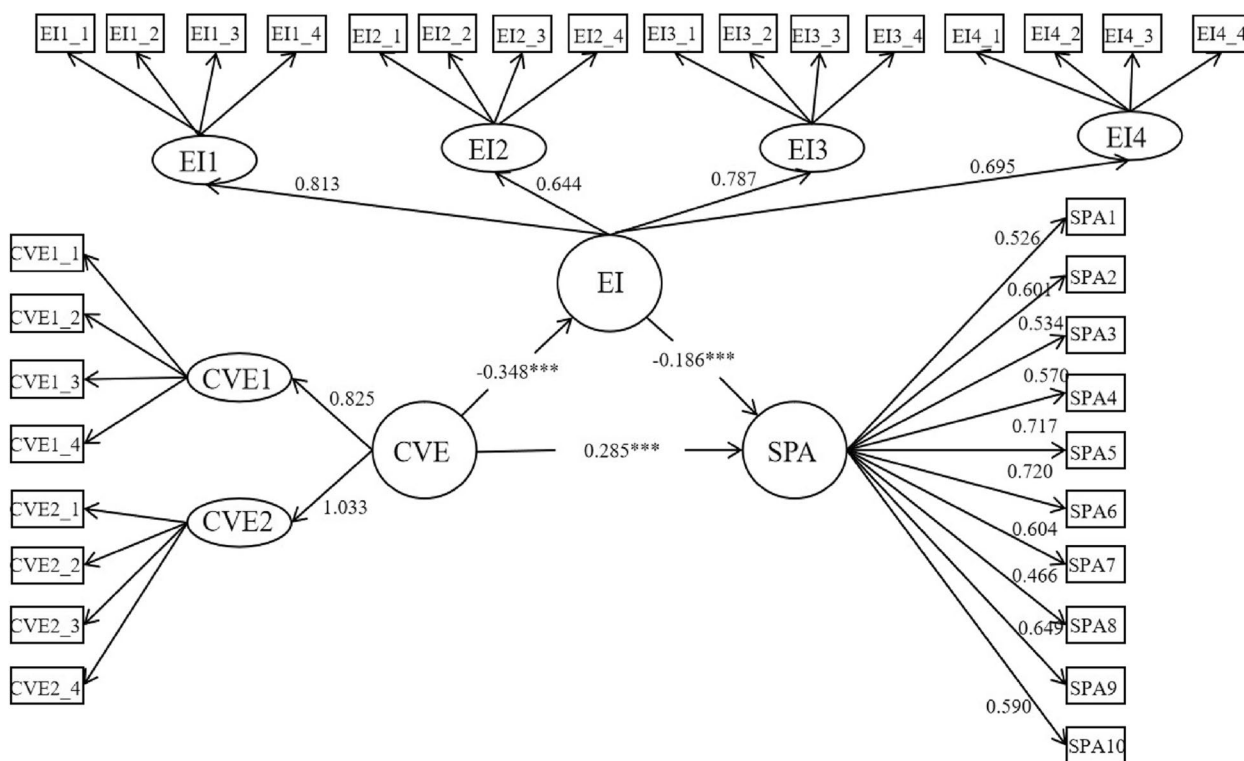 EI1_1 EI1_2 EI1_3 EI1_4 EI2_1 EI2_2 EI2_3 EI2_4 EI3_1 EI3_2 EI3_3 EI3_4 EI4_1 EI4_2 EI4_3 EI4_4
EI1 EI2 EI3 EI4
0.813 0.644 0.787 0.695
SPA1
0.526
CVE1_1
EI
SPA2
0.601
CVE1_2
0.534
SPA3
-0.348***
-0.186***
0.570
CVE1_3
CVE1
SPA4
0.825
0.717
CVE1_4
CVE
0.285***
SPA
SPA5
0.720
CVE2_1
1.033
SPA6
CVE2
0.604
CVE2_2
SPA7
0.466
CVE2_3
SPA8
0.649
CVE2_4
SPA9
0.590
SPA10